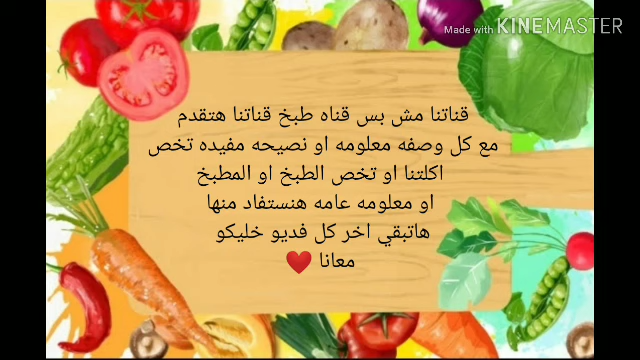 Made with KINEMASTER
قناتنا مش بس قناه طبخ قناتنا هتقدم
مع كل وصفه معلومه او نصيحه مفيده تخص
اكلتنا او تخص الطبخ او المطبخ
او معلومه عامه هنستفاد منها
هاتبقي اخر كل فديو خليكو
معانا ❤️